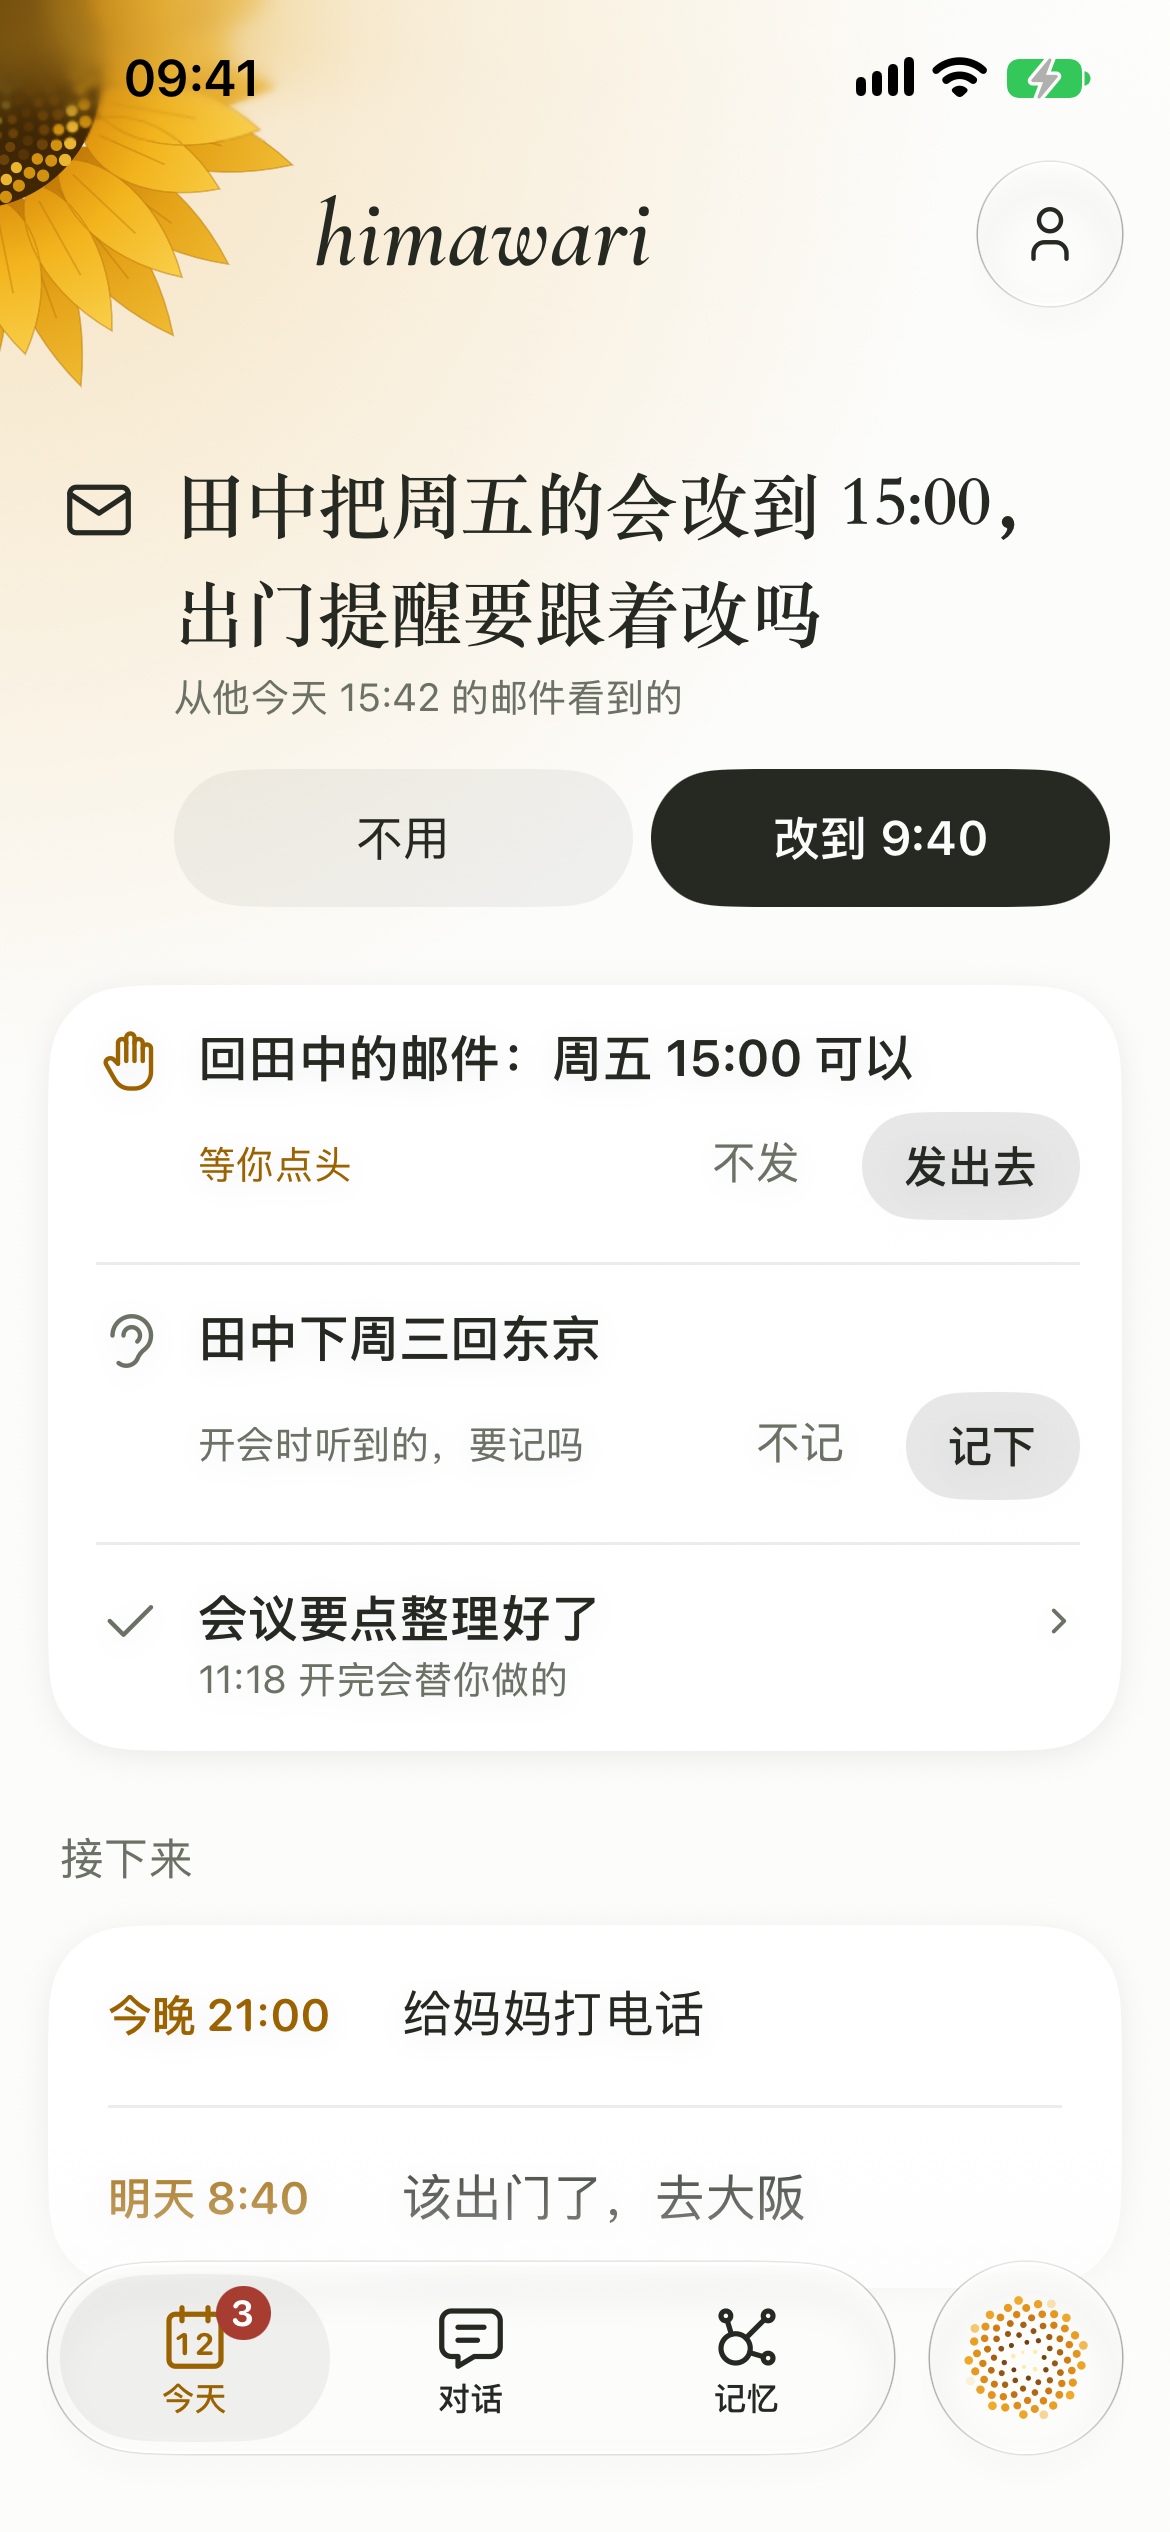 09:41
himawari
田中把周五的会改到 15:00，
出门提醒要跟着改吗
从他今天 15:42 的邮件看到的
不用
改到 9:40
回田中的邮件：周五 15:00 可以
等你点头
不发
发出去
田中下周三回东京
开会时听到的，要记吗
不记
记下
会议要点整理好了
11:18 开完会替你做的
接下来
今晚 21:00
给妈妈打电话
明天 8:40
该出门了，去大阪
12
3
今天
对话
记忆